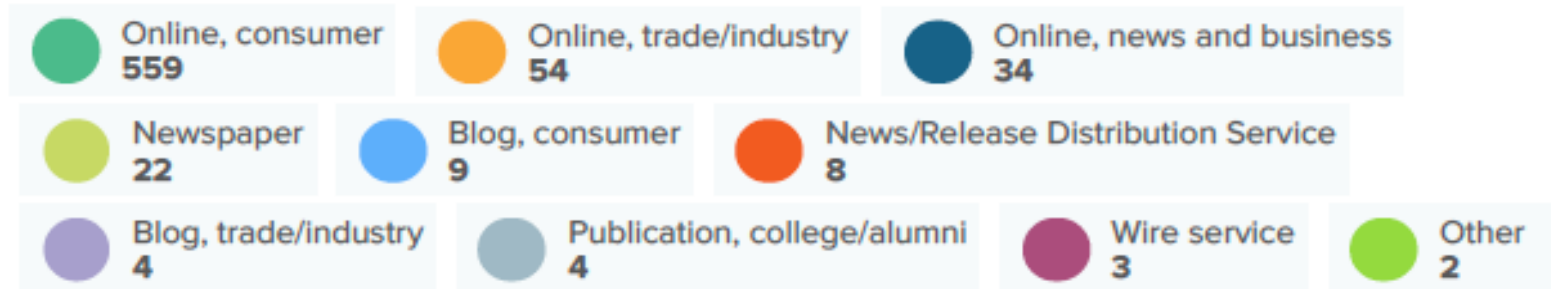 Online, consumer
559
Online, trade/industry
54
Online, news and business
34
Newspaper
22
Blog, consumer
9
News/Release Distribution Service
8
Blog, trade/industry
4
Publication, college/alumni
4
Wire service
3
Other
2